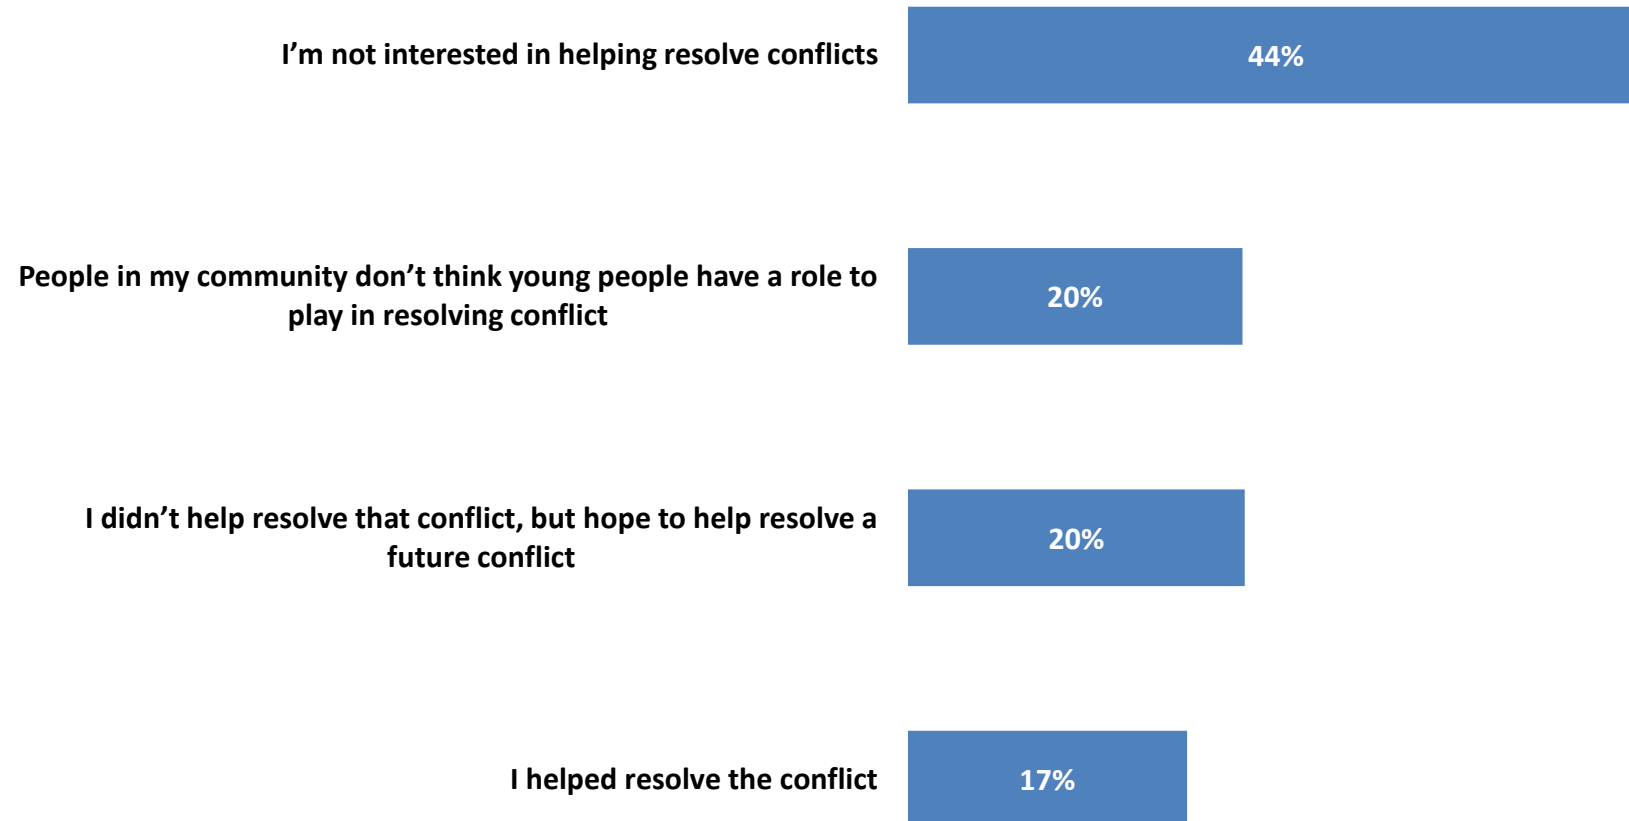 I’m not interested in helping resolve conflicts
44%
People in my community don’t think young people have a role to
play in resolving conflict
20%
I didn’t help resolve that conflict, but hope to help resolve a
future conflict
20%
I helped resolve the conflict
17%